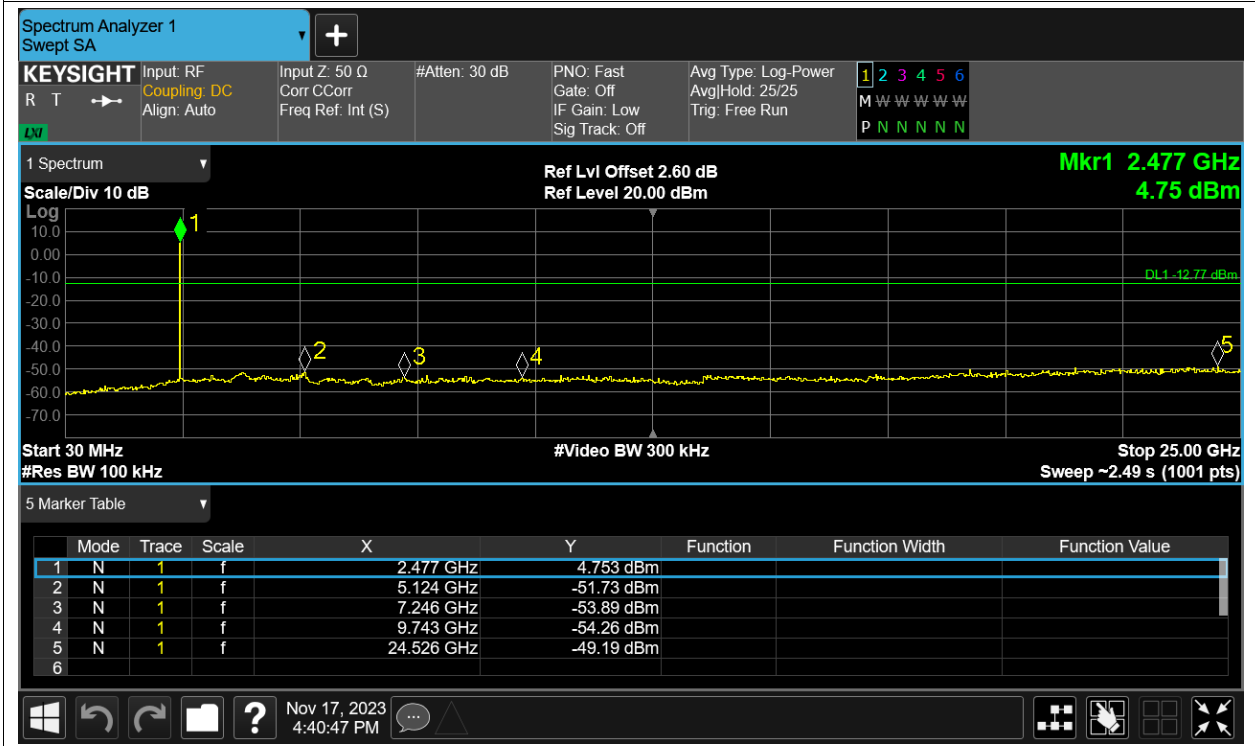 Spectrum Analyzer 1
Swept SA
+
KEYSIGHT
R T
LXI
Input: RF
Coupling: DC
Align: Auto
Input Z: 50 Ω
Corr CCorr
Freq Ref: Int (S)
#Atten: 30 dB
PNO: Fast
Gate: Off
IF Gain: Low
Sig Track: Off
Avg Type: Log-Power
Avg|Hold: 25/25
Trig: Free Run
1 2 3 4 5 6
M W W W W W
P N N N N N
1 Spectrum
Scale/Div 10 dB
Ref Lvl Offset 2.60 dB
Ref Level 20.00 dBm
Mkr1 2.477 GHz
4.75 dBm
Log
10.0
0.00
-10.0
-20.0
-30.0
-40.0
-50.0
-60.0
-70.0
1
2
3
4
5
DL1 -12.77 dBm
Start 30 MHz
#Res BW 100 kHz
#Video BW 300 kHz
Stop 25.00 GHz
Sweep ~2.49 s (1001 pts)
5 Marker Table
Mode Trace Scale X Y Function Function Width Function Value
1 N 1 f 2.477 GHz 4.753 dBm
2 N 1 f 5.124 GHz -51.73 dBm
3 N 1 f 7.246 GHz -53.89 dBm
4 N 1 f 9.743 GHz -54.26 dBm
5 N 1 f 24.526 GHz -49.19 dBm
6
?
Nov 17, 2023
4:40:47 PM